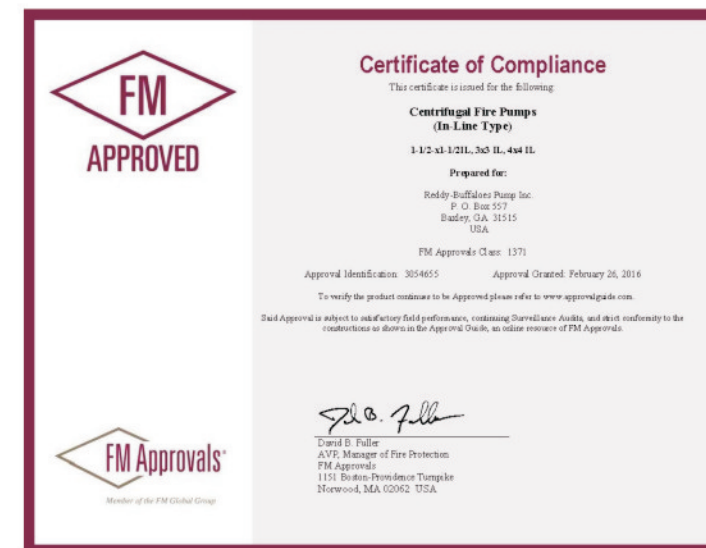 FM
APPROVED
Certificate of Compliance
This certificate is issued for the following:
Centrifugal Fire Pumps
(In-Line Type)
1-1/2-x1-1/2IL, 3x3 IL, 4x4 IL
Prepared for:
Reddy-Buffaloes Pump Inc.
P. O. Box 557
Baxley, GA 31515
USA
FM Approvals Class: 1371
Approval Identification: 3054655 Approval Granted: February 26, 2016
To verify the product continues to be Approved please refer to www.approvalguide.com.
Said Approval is subject to satisfactory field performance, continuing Surveillance Audits, and strict conformity to the
constructions as shown in the Approval Guide, an online resource of FM Approvals.
David B. Fuller
AVP, Manager of Fire Protection
FM Approvals
1151 Boston-Providence Turnpike
Norwood, MA 02062 USA
FM Approvals®
Member of the FM Global Group